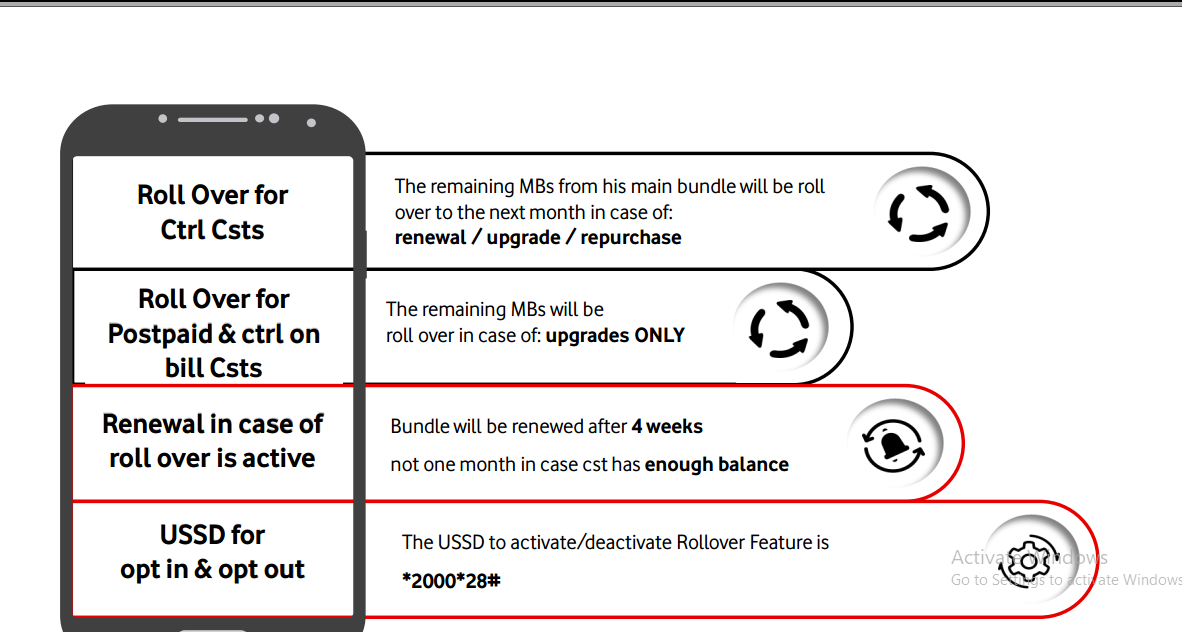 Roll Over for
Ctrl Csts
The remaining MBs from his main bundle will be roll
over to the next month in case of:
renewal / upgrade / repurchase
Roll Over for
Postpaid & ctrl on
bill Csts
The remaining MBs will be
roll over in case of: upgrades ONLY
Renewal in case of
roll over is active
Bundle will be renewed after 4 weeks
not one month in case cst has enough balance
USSD for
opt in & opt out
The USSD to activate/deactivate Rollover Feature is
*2000*28#
Activate Windows
Go to Settings to activate Windows